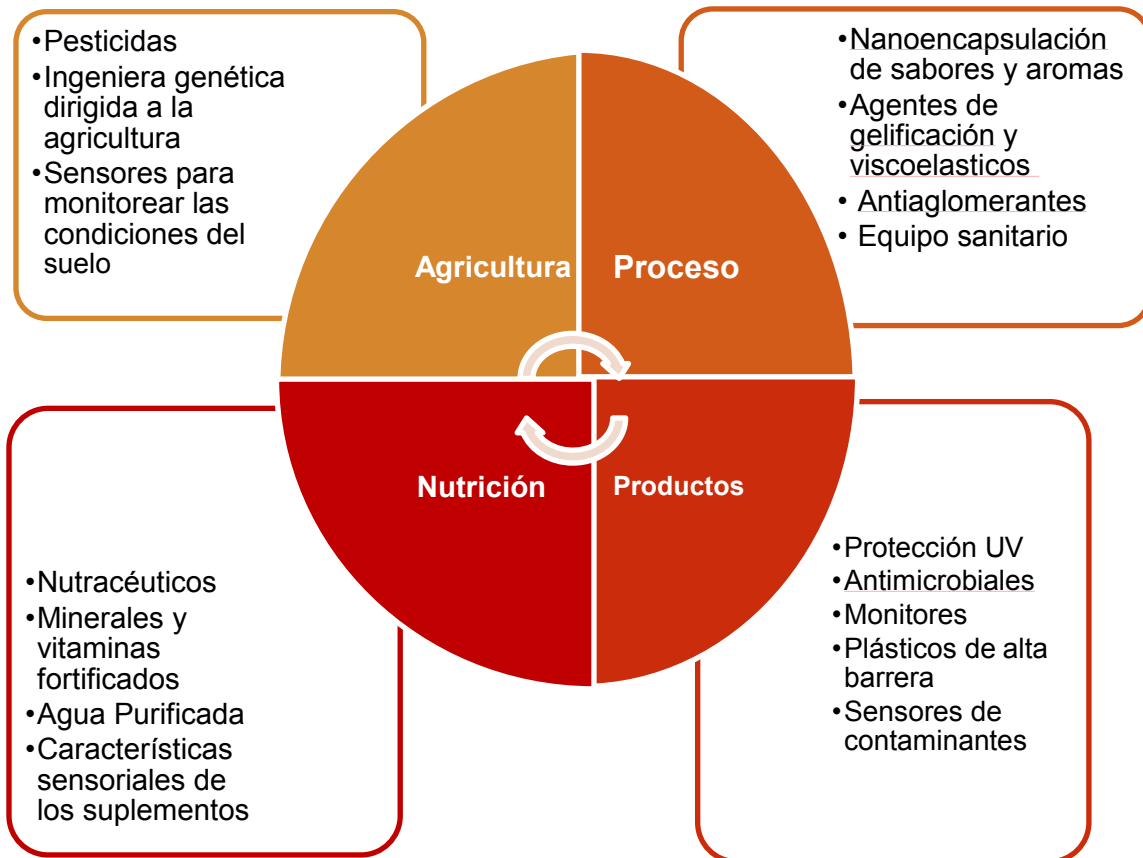 •Pesticidas
•Ingeniera genética
dirigida a la
agricultura
•Sensores para
monitorear las
condiciones del
suelo
•Nanoencapsulación
de sabores y aromas
•Agentes de
gelificación y
viscoelasticos
• Antiaglomerantes
• Equipo sanitario
Agricultura
Proceso
Nutrición
Productos
•Nutracéuticos
•Minerales y
vitaminas
fortificados
•Agua Purificada
•Características
sensoriales de
los suplementos
•Protección UV
•Antimicrobiales
•Monitores
•Plásticos de alta
barrera
•Sensores de
contaminantes